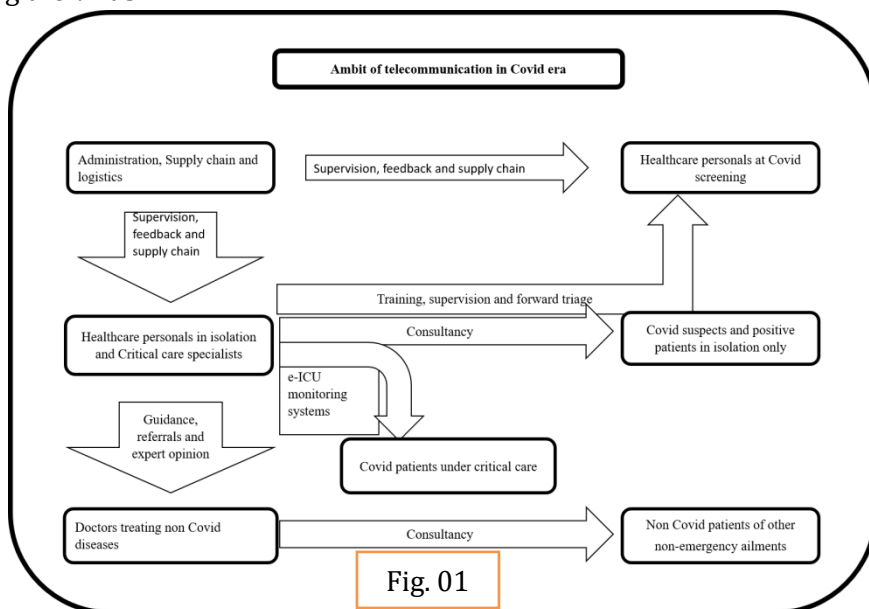 Ambit of telecommunication in Covid era
Administration, Supply chain and
logistics
Supervision, feedback and supply chain
Healthcare personals at Covid
screening
Supervision,
feedback and
supply chain
Training, supervision and forward triage
Healthcare personals in isolation
and Critical care specialists
Consultancy
Covid suspects and positive
patients in isolation only
e-ICU
monitoring
systems
Guidance,
referrals and
expert opinion
Covid patients under critical care
Doctors treating non Covid
diseases
Consultancy
Non Covid patients of other
non-emergency ailments
Fig. 01